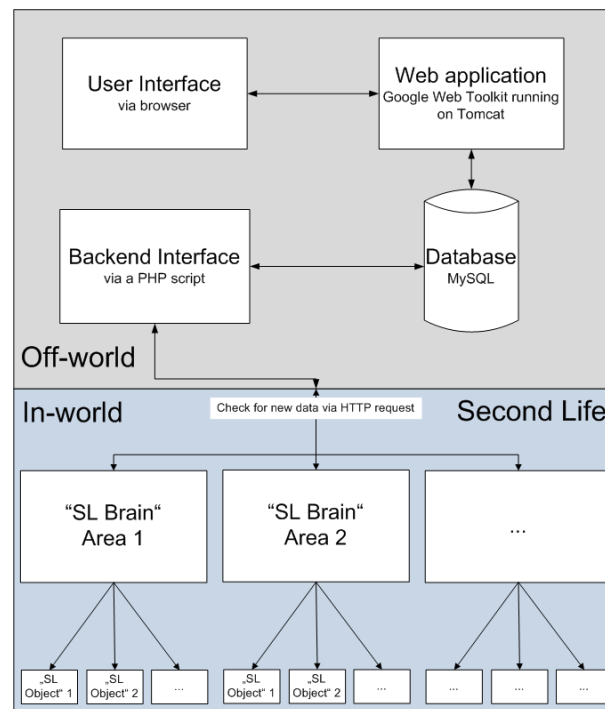 User Interface
via browser
Web application
Google Web Toolkit running
on Tomcat
Backend Interface
via a PHP script
Database
MySQL
Off-world
In-world
Check for new data via HTTP request
Second Life
“SL Brain“
Area 1
“SL Brain“
Area 2
...
„SL
Object“ 1
„SL
Object“ 2
...
„SL
Object“ 1
„SL
Object“ 2
...
...
...
...